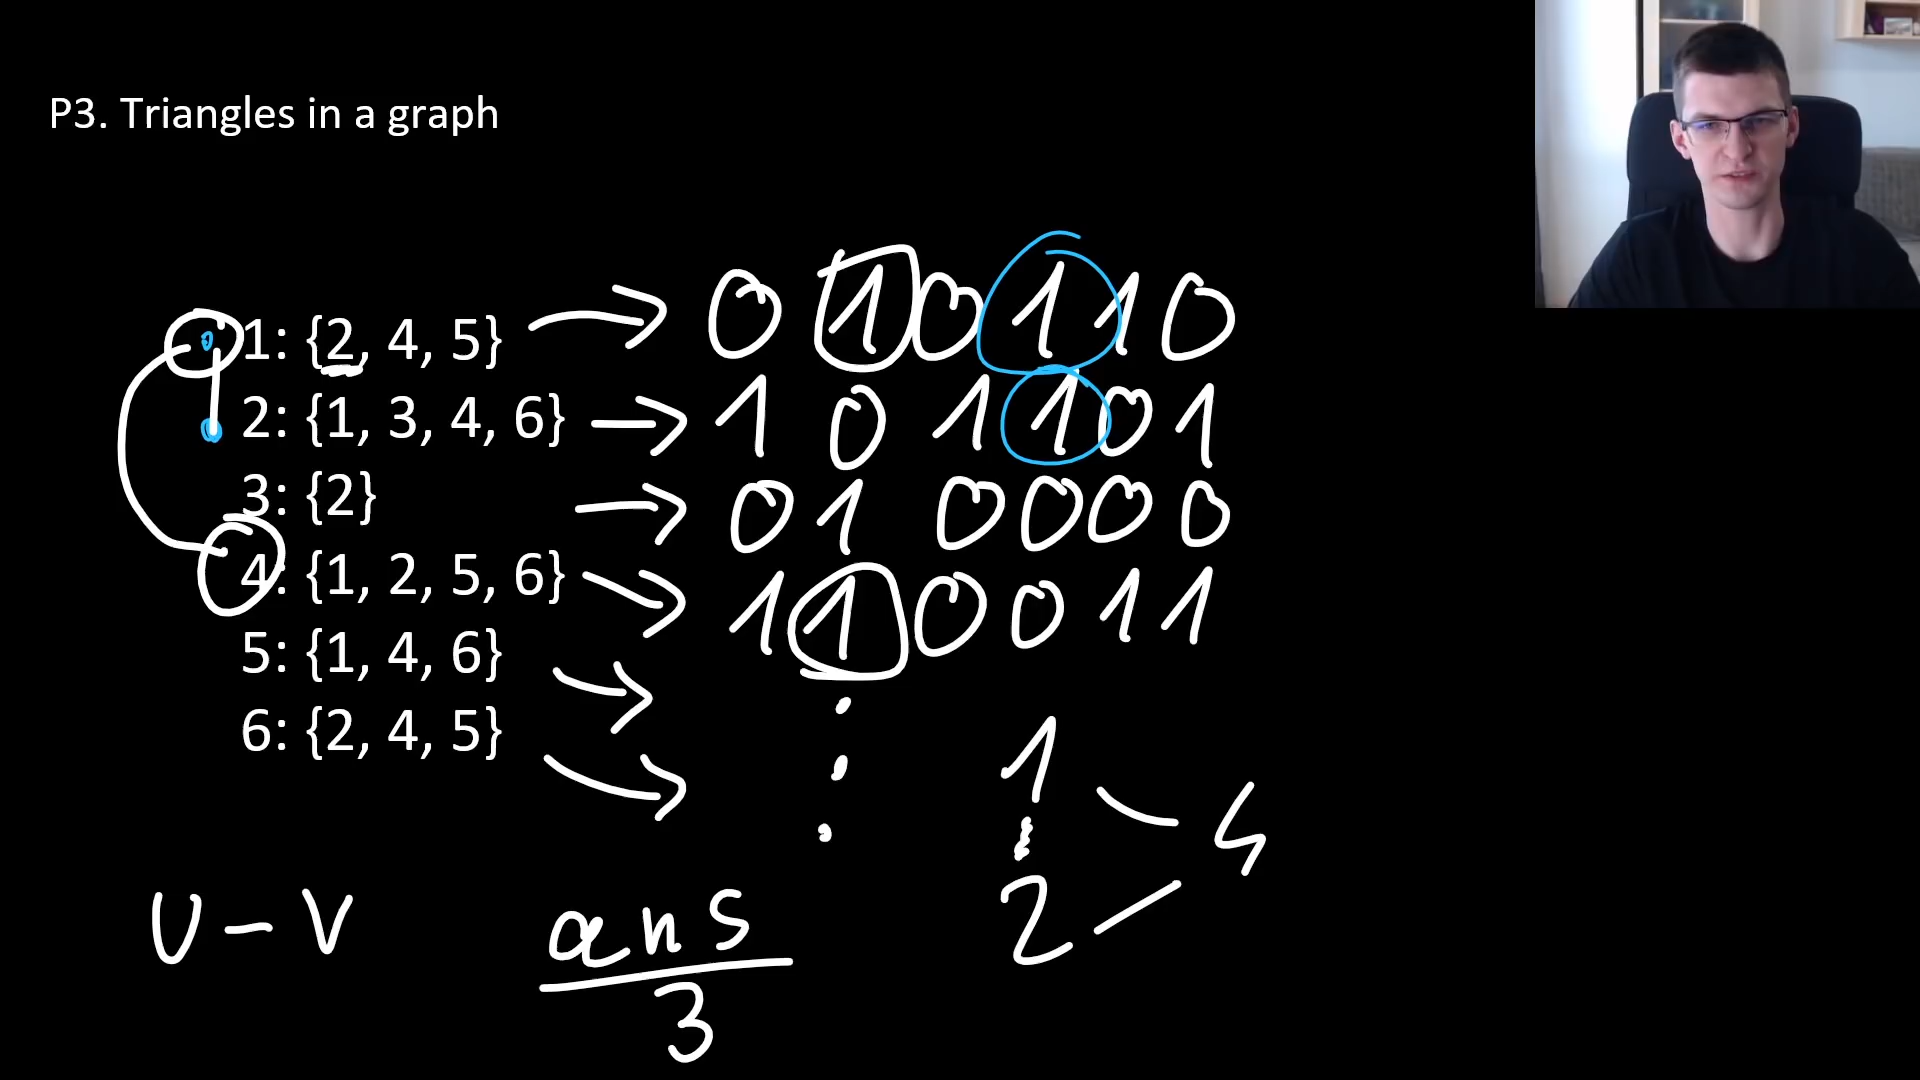 P3. Triangles in a graph
1: {2, 4, 5} → 0 1 0 1 1 0
2: {1, 3, 4, 6} → 1 0 1 1 0 1
3: {2} → 0 1 0 0 0 0
4: {1, 2, 5, 6} → 1 1 0 0 1 1
5: {1, 4, 6} →
6: {2, 4, 5} →
1
4
2
U - V
ans
3